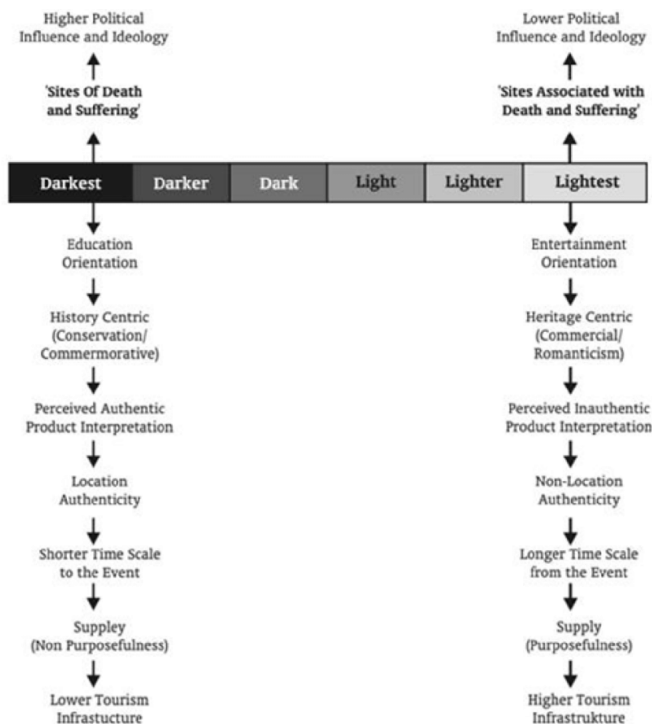 Higher Political
Influence and Ideology
'Sites Of Death
and Suffering'
Lower Political
Influence and Ideology
'Sites Associated with
Death and Suffering'
Darkest
Darker
Dark
Light
Lighter
Lightest
Education
Orientation
History Centric
(Conservation/
Commermorative)
Perceived Authentic
Product Interpretation
Location
Authenticity
Shorter Time Scale
to the Event
Suppley
(Non Purposefulness)
Lower Tourism
Infrastucture
Entertainment
Orientation
Heritage Centric
(Commercial/
Romanticism)
Perceived Inauthentic
Product Interpretation
Non-Location
Authenticity
Longer Time Scale
from the Event
Supply
(Purposefulness)
Higher Tourism
Infrastrukture